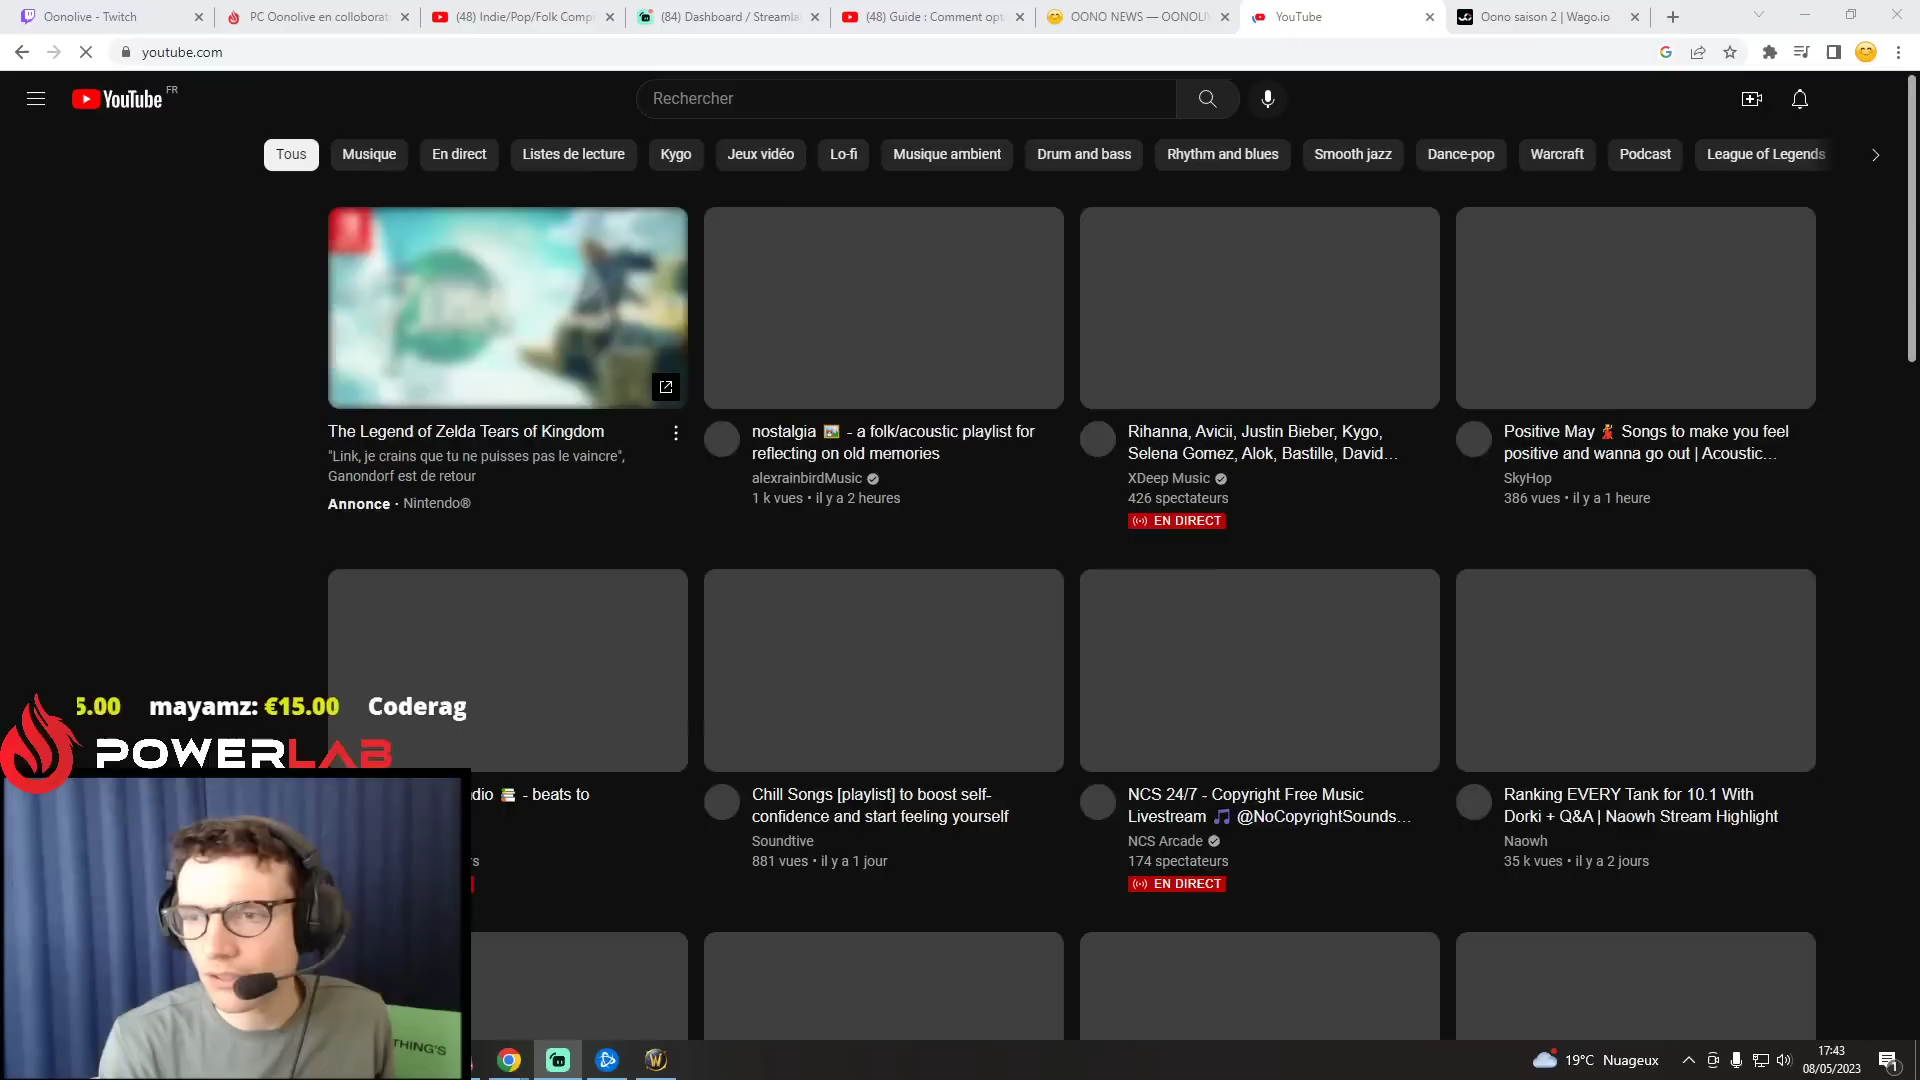 Oonolive - Twitch
PC Oonolive en colloborat
(48) Indie/Pop/Folk Comp
(84) Dashboard / Streamla
(48) Guide : Comment opt
OONO NEWS — OONOLIV
YouTube
Oono saison 2 | Wago.io
youtube.com
YouTube FR
Rechercher
Tous
Musique
En direct
Listes de lecture
Kygo
Jeux vidéo
Lo-fi
Musique ambient
Drum and bass
Rhythm and blues
Smooth jazz
Dance-pop
Warcraft
Podcast
League of Legends
The Legend of Zelda Tears of Kingdom
"Link, je crains que tu ne puisses pas le vaincre",
Ganondorf est de retour
Annonce · Nintendo®
nostalgia 🖼️ - a folk/acoustic playlist for
reflecting on old memories
alexrainbirdMusic
1 k vues • il y a 2 heures
Rihanna, Avicii, Justin Bieber, Kygo,
Selena Gomez, Alok, Bastille, David...
XDeep Music
426 spectateurs
EN DIRECT
Positive May 💃 Songs to make you feel
positive and wanna go out | Acoustic...
SkyHop
386 vues • il y a 1 heure
5.00 mayamz: €15.00 Coderag
POWERLAB
dio 📚 - beats to
rs
Chill Songs [playlist] to boost self-
confidence and start feeling yourself
Soundtive
881 vues • il y a 1 jour
NCS 24/7 - Copyright Free Music
Livestream 🎵 @NoCopyrightSounds...
NCS Arcade
174 spectateurs
EN DIRECT
Ranking EVERY Tank for 10.1 With
Dorki + Q&A | Naowh Stream Highlight
Naowh
35 k vues • il y a 2 jours
THING'S
19°C Nuageux
17:43
08/05/2023
1